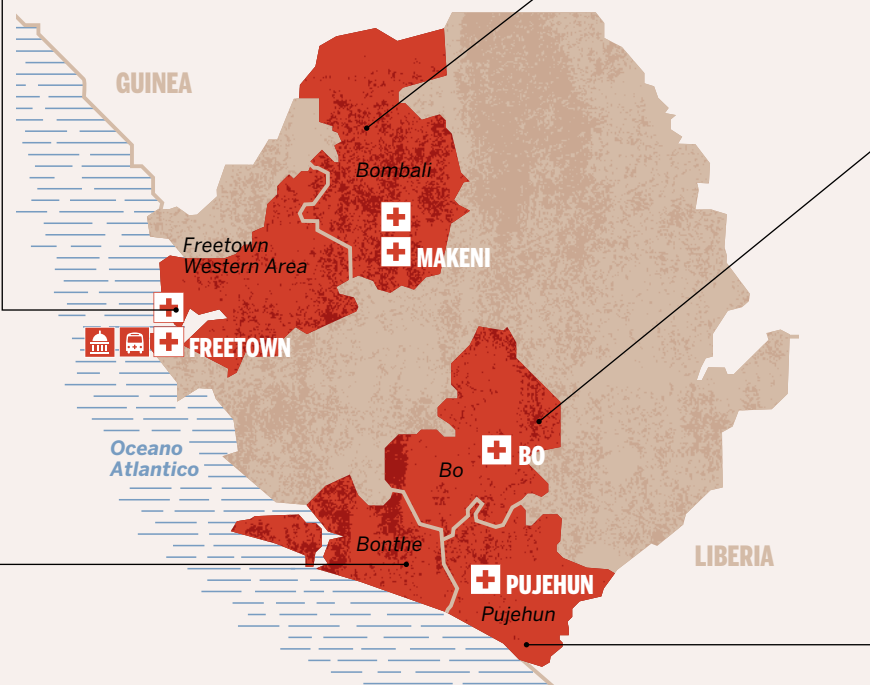 GUINEA
Bombali
Freetown
Western Area
MAKENI
FREETOWN
Oceano
Atlantico
BO
Bo
Bonthe
LIBERIA
PUJEHUN
Pujehun